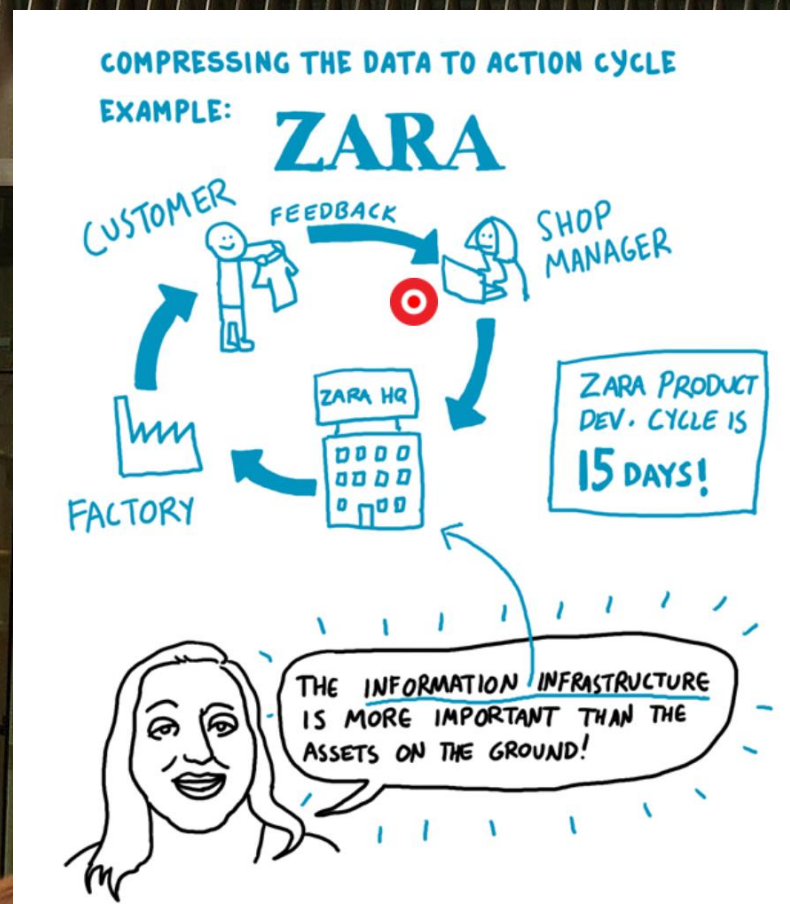 COMPRESSING THE DATA TO ACTION CYCLE
EXAMPLE:
ZARA
CUSTOMER
FEEDBACK
SHOP
MANAGER
ZARA HQ
ZARA PRODUCT
DEV. CYCLE IS
15 DAYS!
FACTORY
THE INFORMATION INFRASTRUCTURE
IS MORE IMPORTANT THAN THE
ASSETS ON THE GROUND!